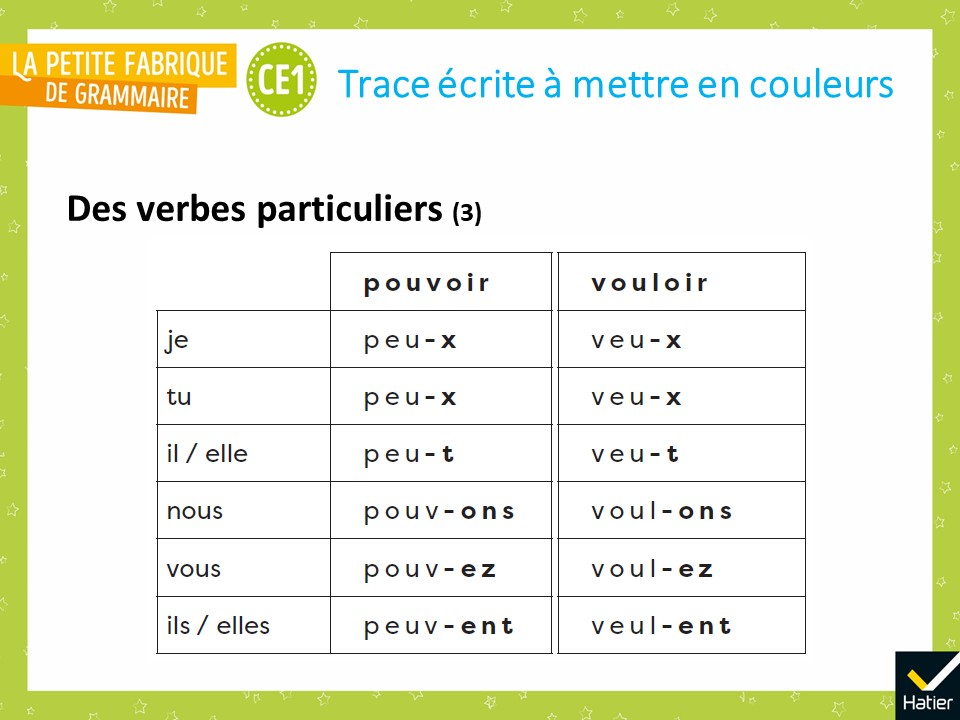 LA PETITE FABRIQUE
DE GRAMMAIRE
CE1
Trace écrite à mettre en couleurs
Des verbes particuliers (3)
pouvoir vouloir
je peu-x veu-x
tu peu-x veu-x
il / elle peu-t veu-t
nous pouv-ons voul-ons
vous pouv-ez voul-ez
ils / elles peuv-ent veul-ent
Hatier